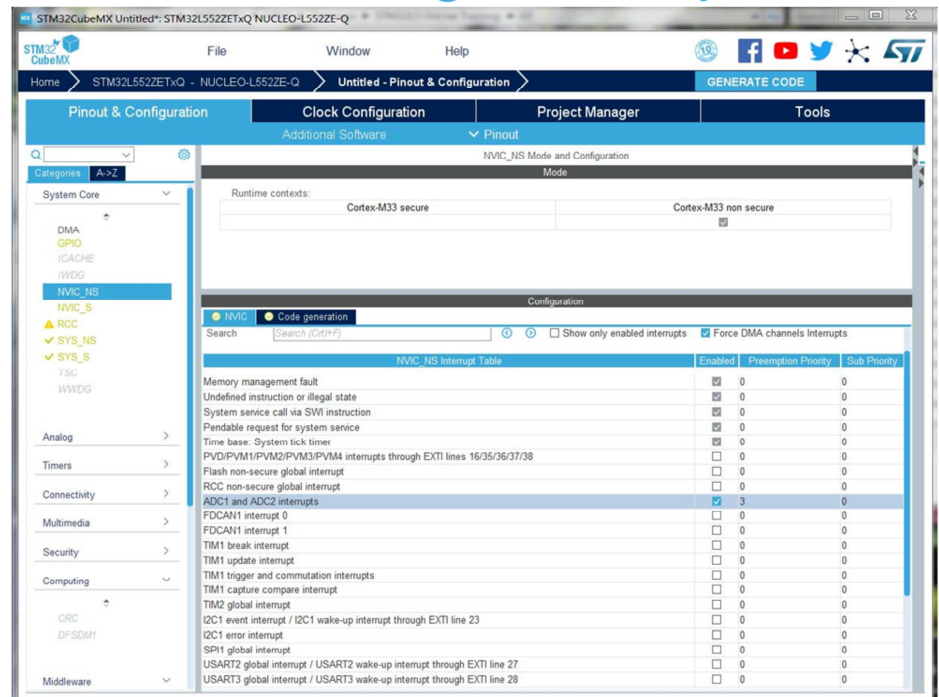 STM32CubeMX Untitled*: STM32L552ZETxQ NUCLEO-L552ZE-Q
STM32
CubeMX
File Window Help
10
ST
Home STM32L552ZETxQ - NUCLEO-L552ZE-Q Untitled - Pinout & Configuration GENERATE CODE
Pinout & Configuration Clock Configuration Project Manager Tools
Additional Software Pinout
NVIC_NS Mode and Configuration
Categories A->Z
Mode
System Core
Runtime contexts:
Cortex-M33 secure Cortex-M33 non secure
DMA
GPIO
ICACHE
IWDG
NVIC_NS
NVIC_S
RCC
SYS_NS
SYS_S
TSC
WWDG
Analog
Timers
Connectivity
Multimedia
Security
Computing
CRC
DFSDM1
Middleware
Configuration
NVIC Code generation
Search Search (Crtl+F) Show only enabled interrupts Force DMA channels Interrupts
NVIC_NS Interrupt Table Enabled Preemption Priority Sub Priority
Memory management fault 0 0
Undefined instruction or illegal state 0 0
System service call via SWI instruction 0 0
Pendable request for system service 0 0
Time base: System tick timer 0 0
PVD/PVM1/PVM2/PVM3/PVM4 interrupts through EXTI lines 16/35/36/37/38 0 0
Flash non-secure global interrupt 0 0
RCC non-secure global interrupt 0 0
ADC1 and ADC2 interrupts 3 0
FDCAN1 interrupt 0 0 0
FDCAN1 interrupt 1 0 0
TIM1 break interrupt 0 0
TIM1 update interrupt 0 0
TIM1 trigger and commutation interrupts 0 0
TIM1 capture compare interrupt 0 0
TIM2 global interrupt 0 0
I2C1 event interrupt / I2C1 wake-up interrupt through EXTI line 23 0 0
I2C1 error interrupt 0 0
SPI1 global interrupt 0 0
USART2 global interrupt / USART2 wake-up interrupt through EXTI line 27 0 0
USART3 global interrupt / USART3 wake-up interrupt through EXTI line 28 0 0